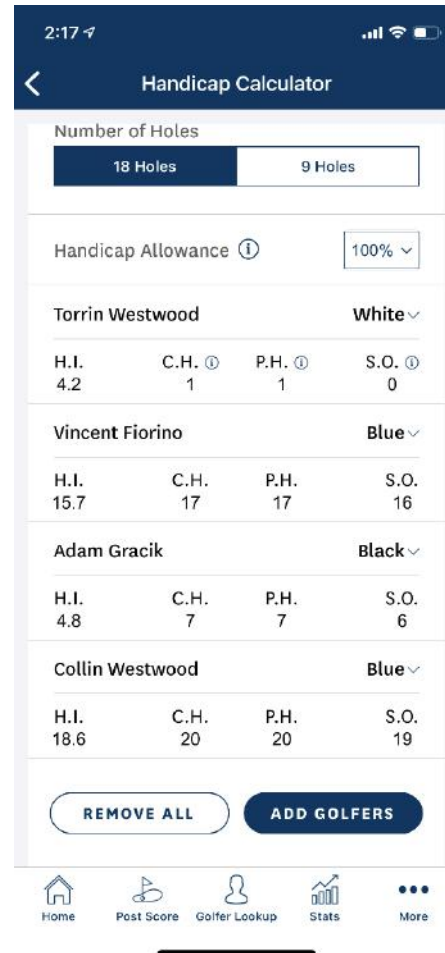 2:17
Handicap Calculator
Number of Holes
18 Holes 9 Holes
Handicap Allowance 100%
Torrin Westwood White
H.I. C.H. P.H. S.O.
4.2 1 1 0
Vincent Fiorino Blue
H.I. C.H. P.H. S.O.
15.7 17 17 16
Adam Gracik Black
H.I. C.H. P.H. S.O.
4.8 7 7 6
Collin Westwood Blue
H.I. C.H. P.H. S.O.
18.6 20 20 19
REMOVE ALL ADD GOLFERS
Home Post Score Golfer Lookup Stats More